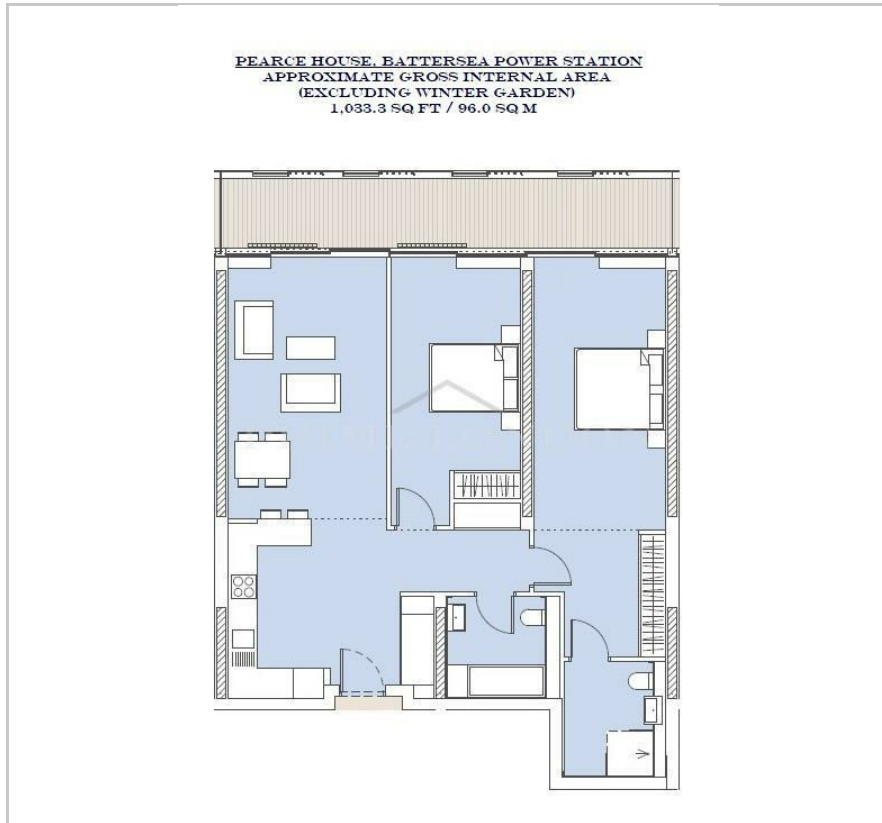 PEARCE HOUSE, BATTERSEA POWER STATION
APPROXIMATE GROSS INTERNAL AREA
(EXCLUDING WINTER GARDEN)
1,033.3 SQ FT / 96.0 SQ M